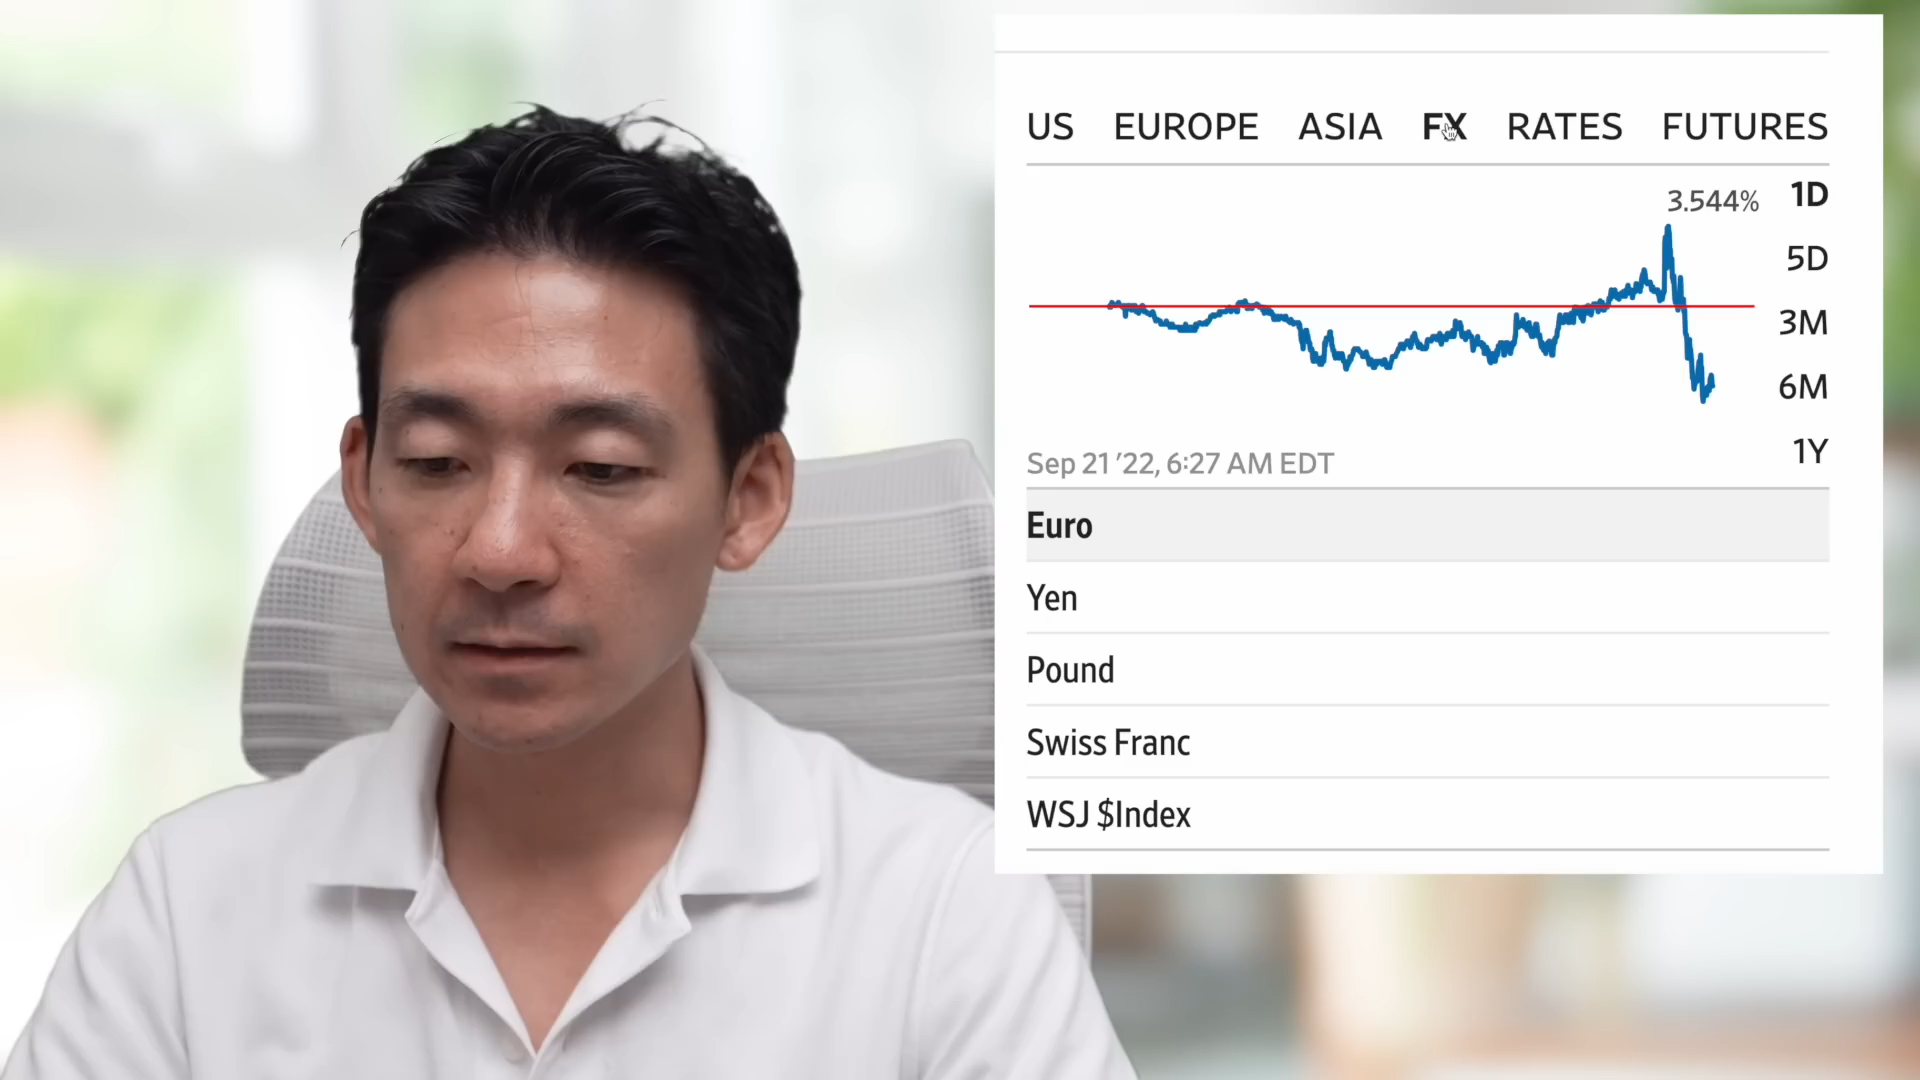 US EUROPE ASIA FX RATES FUTURES
3.544% 1D
5D
3M
6M
1Y
Sep 21 '22, 6:27 AM EDT
Euro
Yen
Pound
Swiss Franc
WSJ $Index